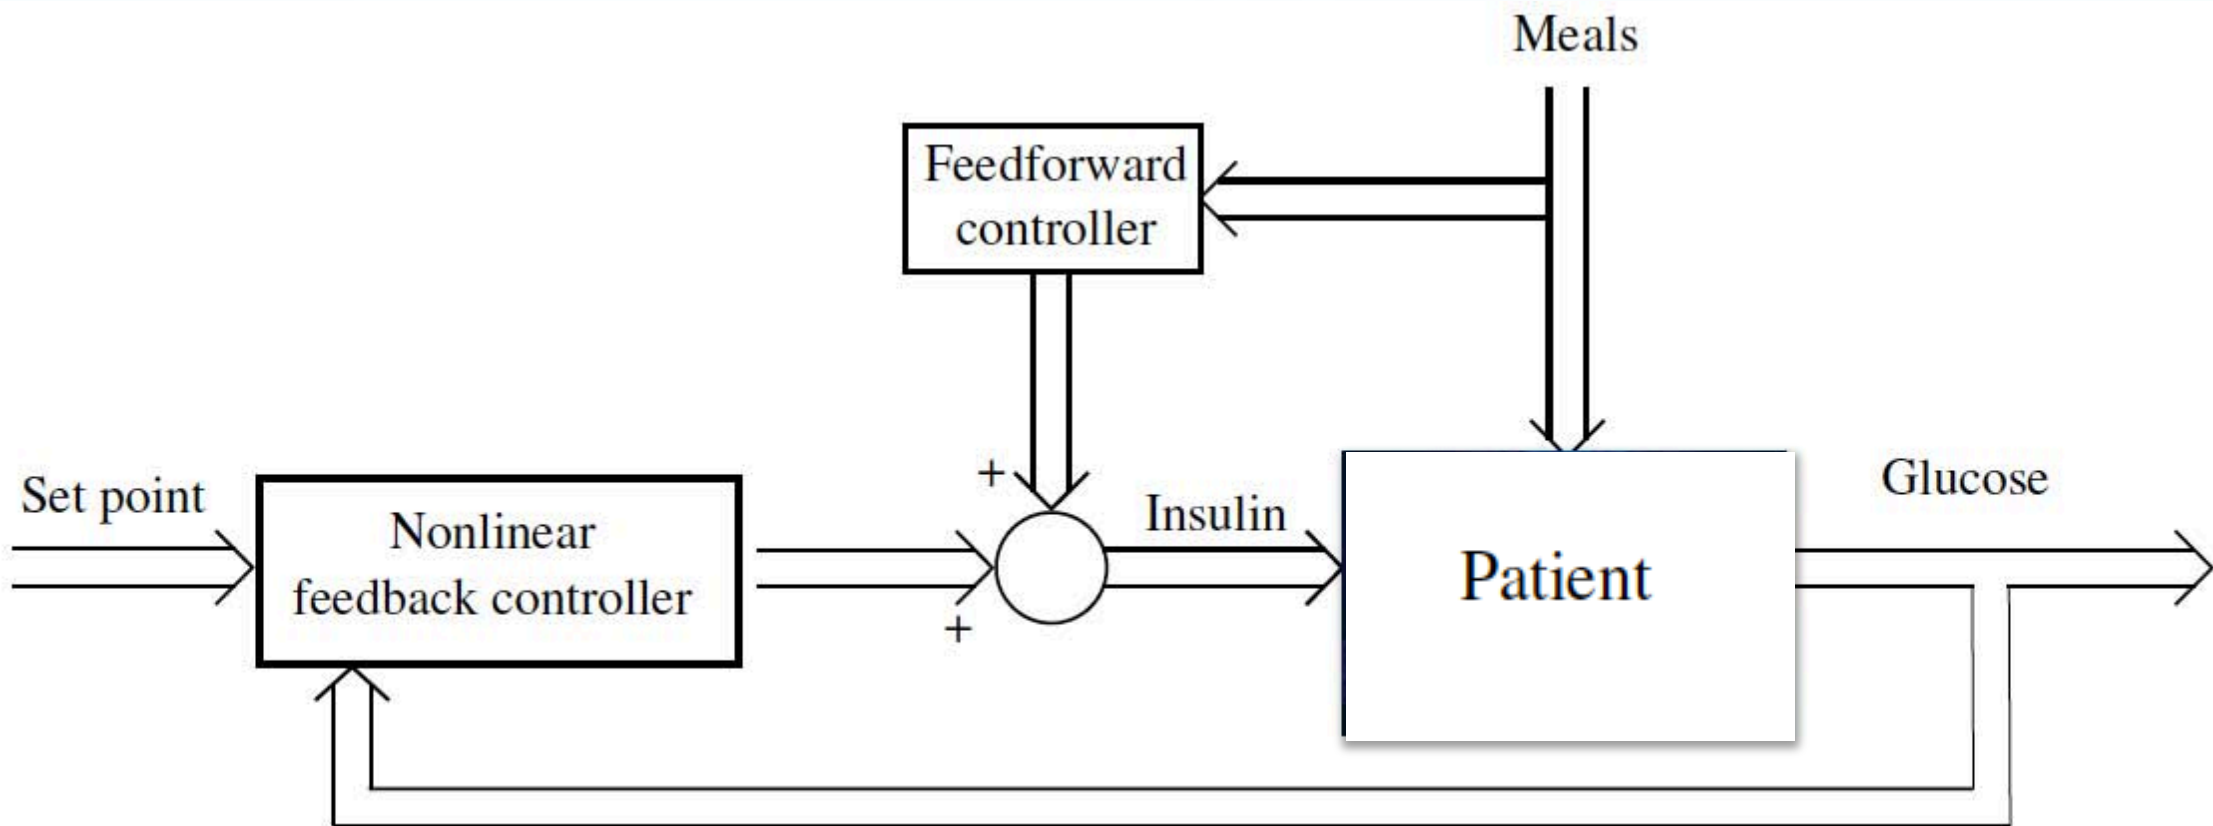 Meals
Feedforward
controller
Set point
Nonlinear
feedback controller
+
+
Insulin
Patient
Glucose